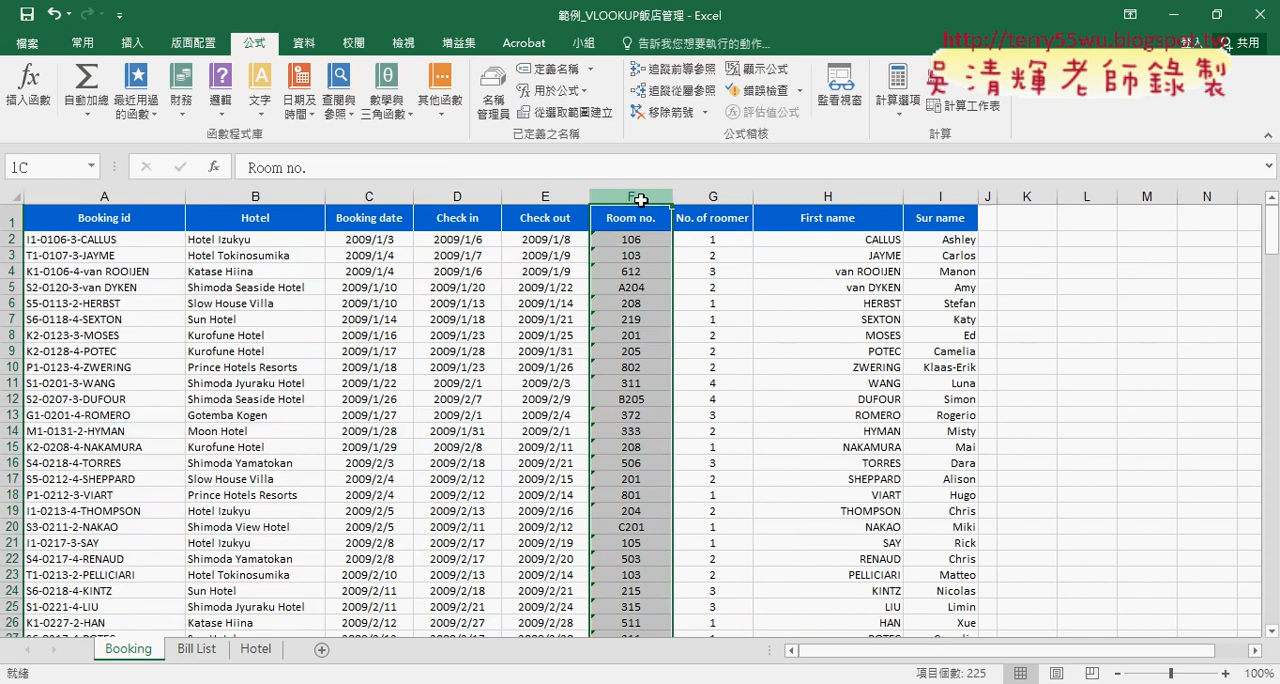 範例_VLOOKUP飯店管理 - Excel
檔案 常用 插入 版面配置 公式 資料 校閱 檢視 增益集 Acrobat 小組 告訴我您想要執行的動作... 登入 共用
http://terry55wu.blogspot.tw
吳清輝老師錄製
插入函數 自動加總 最近用過的函數 財務 邏輯 文字 日期及時間 查閱與參照 數學與三角函數 其他函數 名稱管理員 定義名稱 用於公式 從選取範圍建立 追蹤前導參照 追蹤從屬參照 移除箭號 顯示公式 錯誤檢查 評估值公式 監看視窗 計算選項 計算工作表
函數程式庫 已定義之名稱 公式稽核 計算
1C fx Room no.
A B C D E F G H I J K L M N
1 Booking id Hotel Booking date Check in Check out Room no. No. of roomer First name Sur name
2 I1-0106-3-CALLUS Hotel Izukyu 2009/1/3 2009/1/6 2009/1/8 106 1 CALLUS Ashley
3 T1-0107-3-JAYME Hotel Tokinosumika 2009/1/4 2009/1/7 2009/1/9 103 2 JAYME Carlos
4 K1-0106-4-van ROOIJEN Katase Hiina 2009/1/4 2009/1/6 2009/1/9 612 3 van ROOIJEN Manon
5 S2-0120-3-van DYKEN Shimoda Seaside Hotel 2009/1/10 2009/1/20 2009/1/22 A204 2 van DYKEN Amy
6 S5-0113-2-HERBST Slow House Villa 2009/1/10 2009/1/13 2009/1/14 208 1 HERBST Stefan
7 S6-0118-4-SEXTON Sun Hotel 2009/1/14 2009/1/18 2009/1/21 219 1 SEXTON Katy
8 K2-0123-3-MOSES Kurofune Hotel 2009/1/16 2009/1/23 2009/1/25 201 2 MOSES Ed
9 K2-0128-4-POTEC Kurofune Hotel 2009/1/17 2009/1/28 2009/1/31 205 2 POTEC Camelia
10 P1-0123-4-ZWERING Prince Hotels Resorts 2009/1/18 2009/1/23 2009/1/26 802 2 ZWERING Klaas-Erik
11 S1-0201-3-WANG Shimoda Jyuraku Hotel 2009/1/22 2009/2/1 2009/2/3 311 4 WANG Luna
12 S2-0207-3-DUFOUR Shimoda Seaside Hotel 2009/1/26 2009/2/7 2009/2/9 B205 4 DUFOUR Simon
13 G1-0201-4-ROMERO Gotemba Kogen 2009/1/27 2009/2/1 2009/2/4 372 3 ROMERO Rogerio
14 M1-0131-2-HYMAN Moon Hotel 2009/1/28 2009/1/31 2009/2/1 333 2 HYMAN Misty
15 K2-0208-4-NAKAMURA Kurofune Hotel 2009/1/29 2009/2/8 2009/2/11 208 1 NAKAMURA Mai
16 S4-0218-4-TORRES Shimoda Yamatokan 2009/2/3 2009/2/18 2009/2/21 506 3 TORRES Dara
17 S5-0212-4-SHEPPARD Slow House Villa 2009/2/4 2009/2/12 2009/2/15 201 2 SHEPPARD Alison
18 P1-0212-3-VIART Prince Hotels Resorts 2009/2/4 2009/2/12 2009/2/14 801 1 VIART Hugo
19 I1-0213-4-THOMPSON Hotel Izukyu 2009/2/5 2009/2/13 2009/2/16 204 2 THOMPSON Chris
20 S3-0211-2-NAKAO Shimoda View Hotel 2009/2/5 2009/2/11 2009/2/12 C201 1 NAKAO Miki
21 I1-0217-3-SAY Hotel Izukyu 2009/2/8 2009/2/17 2009/2/19 105 1 SAY Rick
22 S4-0217-4-RENAUD Shimoda Yamatokan 2009/2/8 2009/2/17 2009/2/20 503 2 RENAUD Chris
23 T1-0213-2-PELLICIARI Hotel Tokinosumika 2009/2/10 2009/2/13 2009/2/14 103 2 PELLICIARI Matteo
24 S6-0218-4-KINTZ Sun Hotel 2009/2/11 2009/2/18 2009/2/21 215 3 KINTZ Nicolas
25 S1-0221-4-LIU Shimoda Jyuraku Hotel 2009/2/11 2009/2/21 2009/2/24 315 3 LIU Limin
26 K1-0227-2-HAN Katase Hiina 2009/2/12 2009/2/27 2009/2/28 511 1 HAN Xue
Booking Bill List Hotel
就緒 項目個數: 225 100%